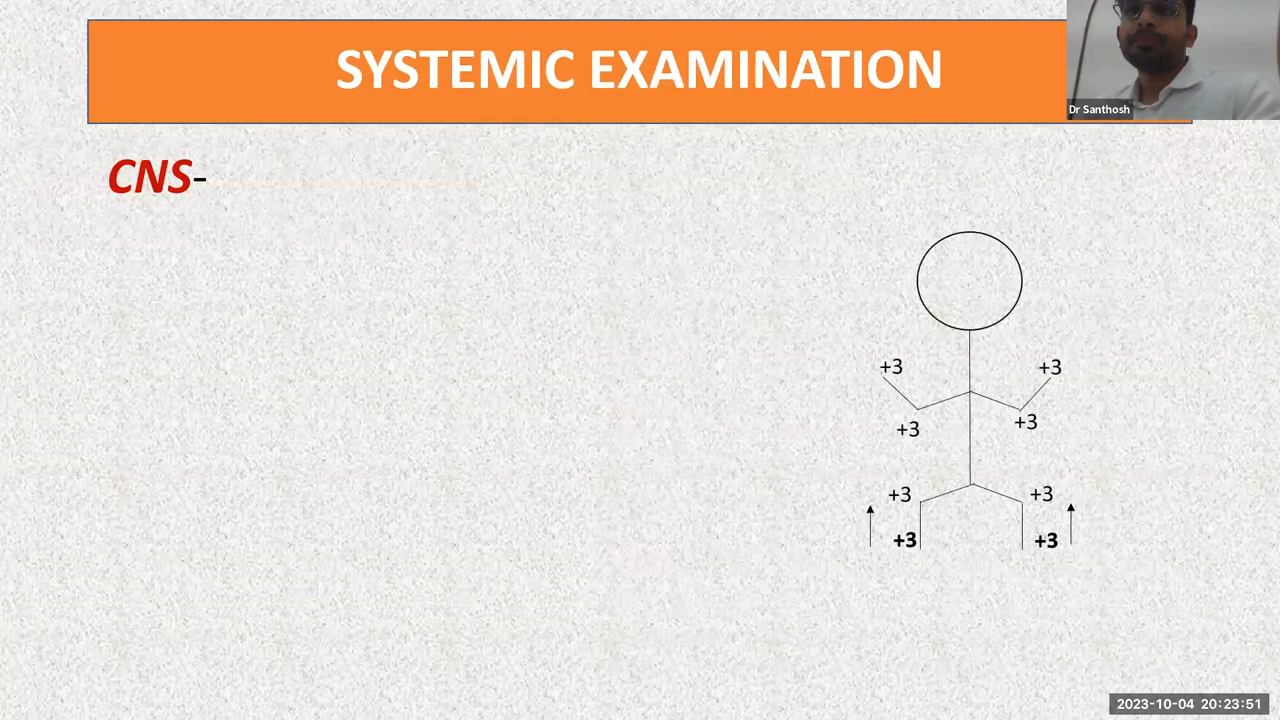 SYSTEMIC EXAMINATION
Dr Santhosh
CNS-
+3 +3
+3 +3
+3 +3
+3 +3
2023-10-04 20:23:51